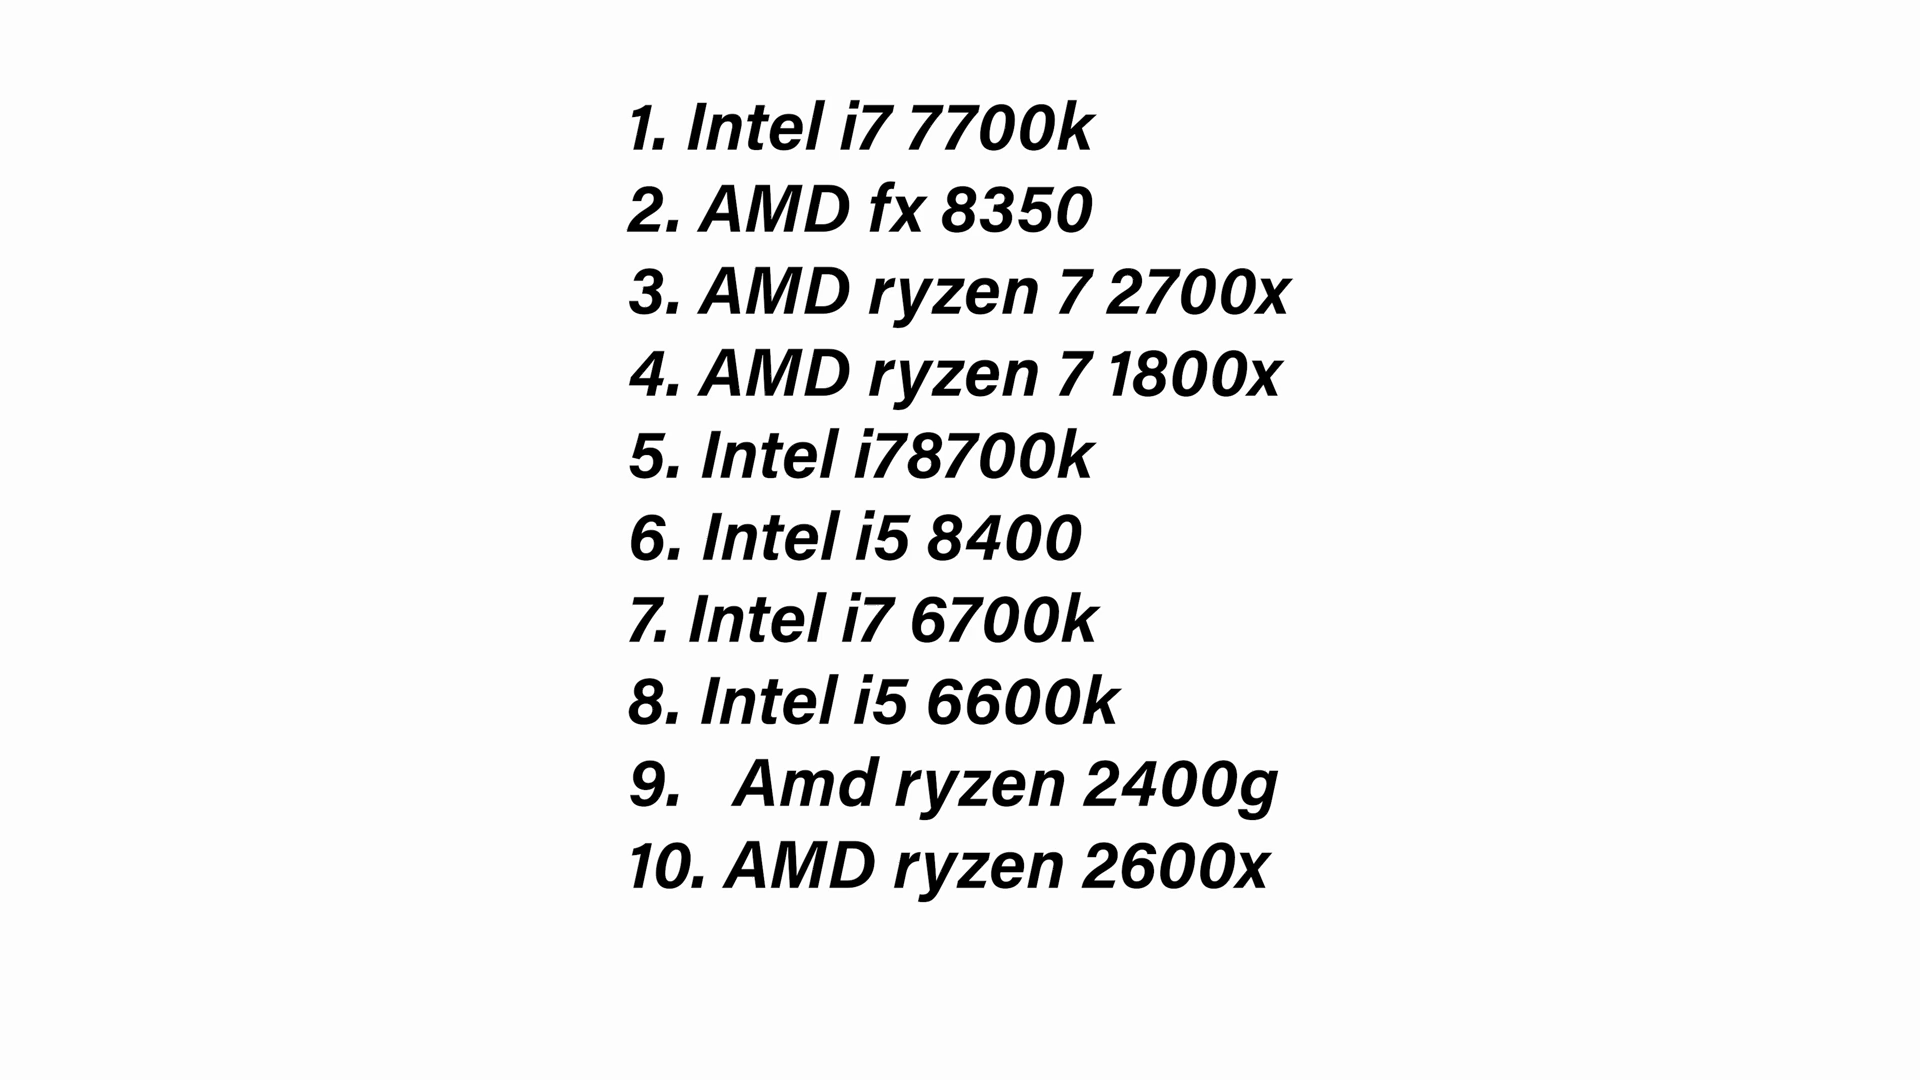 1. Intel i7 7700k
2. AMD fx 8350
3. AMD ryzen 7 2700x
4. AMD ryzen 7 1800x
5. Intel i78700k
6. Intel i5 8400
7. Intel i7 6700k
8. Intel i5 6600k
9.   Amd ryzen 2400g
10. AMD ryzen 2600x